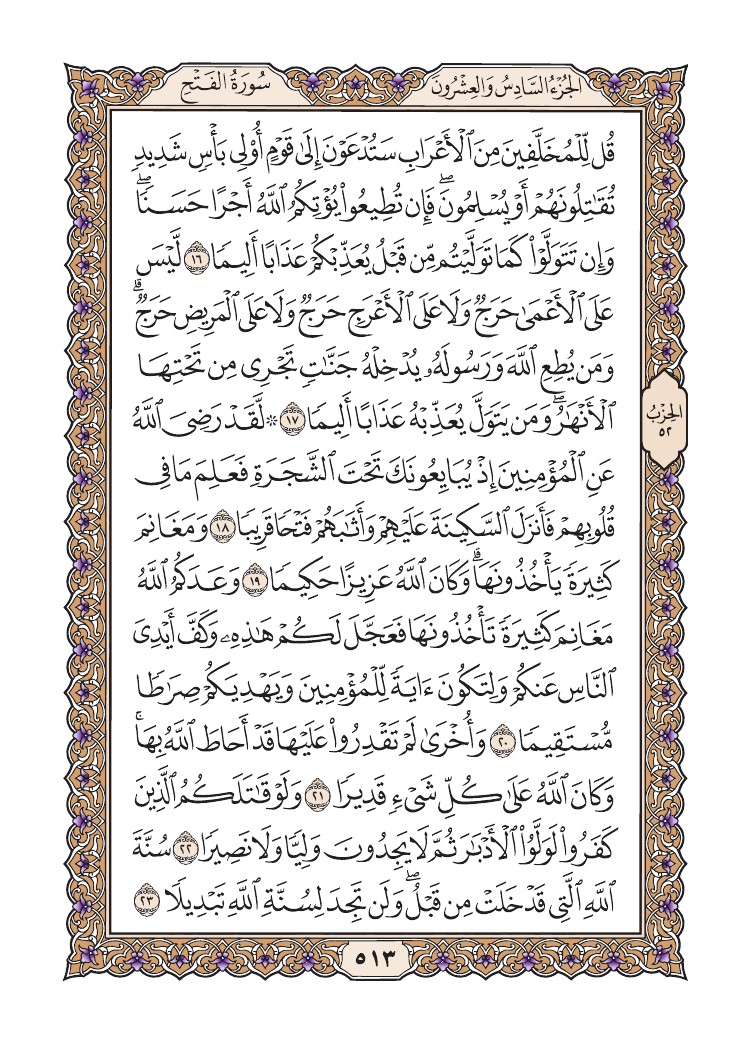 الجُزْءُ السَّادِسُ وَالعِشْرُونَ
سُورَةُ الفَتْحِ
قُل لِّلْمُخَلَّفِينَ مِنَ ٱلْأَعْرَابِ سَتُدْعَوْنَ إِلَىٰ قَوْمٍ أُو۟لِى بَأْسٍ شَدِيدٍ
تُقَـٰتِلُونَهُمْ أَوْ يُسْلِمُونَ ۖ فَإِن تُطِيعُوا۟ يُؤْتِكُمُ ٱللَّهُ أَجْرًا حَسَنًا ۖ
وَإِن تَتَوَلَّوْا۟ كَمَا تَوَلَّيْتُم مِّن قَبْلُ يُعَذِّبْكُمْ عَذَابًا أَلِيمًا ١٦ لَّيْسَ
عَلَى ٱلْأَعْمَىٰ حَرَجٌ وَلَا عَلَى ٱلْأَعْرَجِ حَرَجٌ وَلَا عَلَى ٱلْمَرِيضِ حَرَجٌ ۗ
وَمَن يُطِعِ ٱللَّهَ وَرَسُولَهُۥ يُدْخِلْهُ جَنَّـٰتٍ تَجْرِى مِن تَحْتِهَا
ٱلْأَنْهَـٰرُ ۖ وَمَن يَتَوَلَّ يُعَذِّبْهُ عَذَابًا أَلِيمًا ١٧ ۞ لَّقَدْ رَضِىَ ٱللَّهُ
عَنِ ٱلْمُؤْمِنِينَ إِذْ يُبَايِعُونَكَ تَحْتَ ٱلشَّجَرَةِ فَعَلِمَ مَا فِى
قُلُوبِهِمْ فَأَنزَلَ ٱلسَّكِينَةَ عَلَيْهِمْ وَأَثَـٰبَهُمْ فَتْحًا قَرِيبًا ١٨ وَمَغَانِمَ
كَثِيرَةً يَأْخُذُونَهَا ۗ وَكَانَ ٱللَّهُ عَزِيزًا حَكِيمًا ١٩ وَعَدَكُمُ ٱللَّهُ
مَغَانِمَ كَثِيرَةً تَأْخُذُونَهَا فَعَجَّلَ لَكُمْ هَـٰذِهِۦ وَكَفَّ أَيْدِىَ
ٱلنَّاسِ عَنكُمْ وَلِتَكُونَ ءَايَةً لِّلْمُؤْمِنِينَ وَيَهْدِيَكُمْ صِرَٰطًا
مُّسْتَقِيمًا ٢٠ وَأُخْرَىٰ لَمْ تَقْدِرُوا۟ عَلَيْهَا قَدْ أَحَاطَ ٱللَّهُ بِهَا ۚ
وَكَانَ ٱللَّهُ عَلَىٰ كُلِّ شَىْءٍ قَدِيرًا ٢١ وَلَوْ قَـٰتَلَكُمُ ٱلَّذِينَ
كَفَرُوا۟ لَوَلَّوُا۟ ٱلْأَدْبَـٰرَ ثُمَّ لَا يَجِدُونَ وَلِيًّا وَلَا نَصِيرًا ٢٢ سُنَّةَ
ٱللَّهِ ٱلَّتِى قَدْ خَلَتْ مِن قَبْلُ ۖ وَلَن تَجِدَ لِسُنَّةِ ٱللَّهِ تَبْدِيلًا ٢٣
الحِزْبُ
٥٢
٥١٣